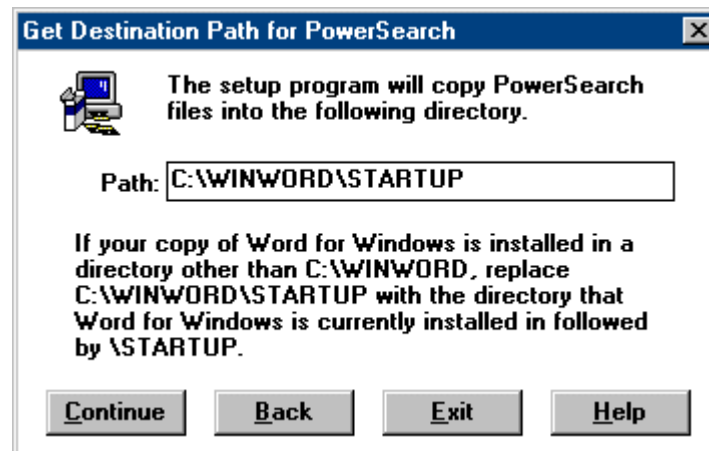 Get Destination Path for PowerSearch
The setup program will copy PowerSearch
files into the following directory.
Path: C:\WINWORD\STARTUP
If your copy of Word for Windows is installed in a
directory other than C:\WINWORD, replace
C:\WINWORD\STARTUP with the directory that
Word for Windows is currently installed in followed
by \STARTUP.
Continue Back Exit Help